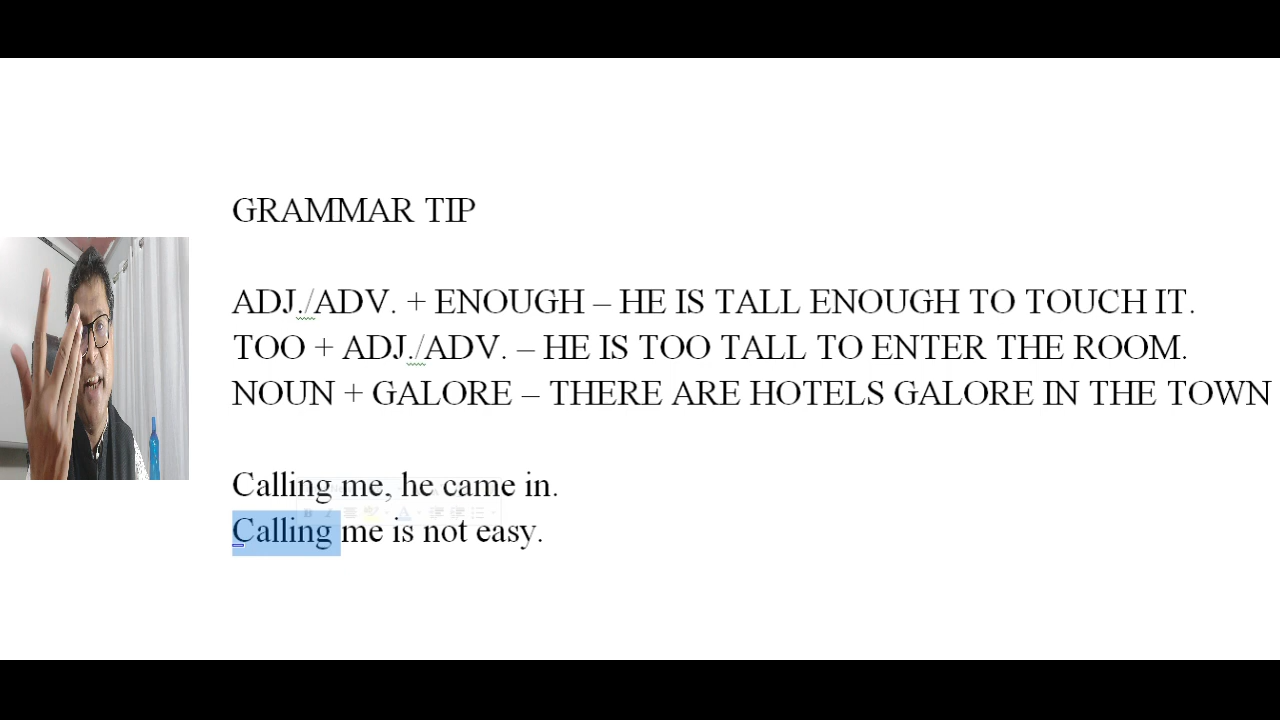 GRAMMAR TIP
ADJ./ADV. + ENOUGH – HE IS TALL ENOUGH TO TOUCH IT.
TOO + ADJ./ADV. – HE IS TOO TALL TO ENTER THE ROOM.
NOUN + GALORE – THERE ARE HOTELS GALORE IN THE TOWN
Calling me, he came in.
Calling me is not easy.